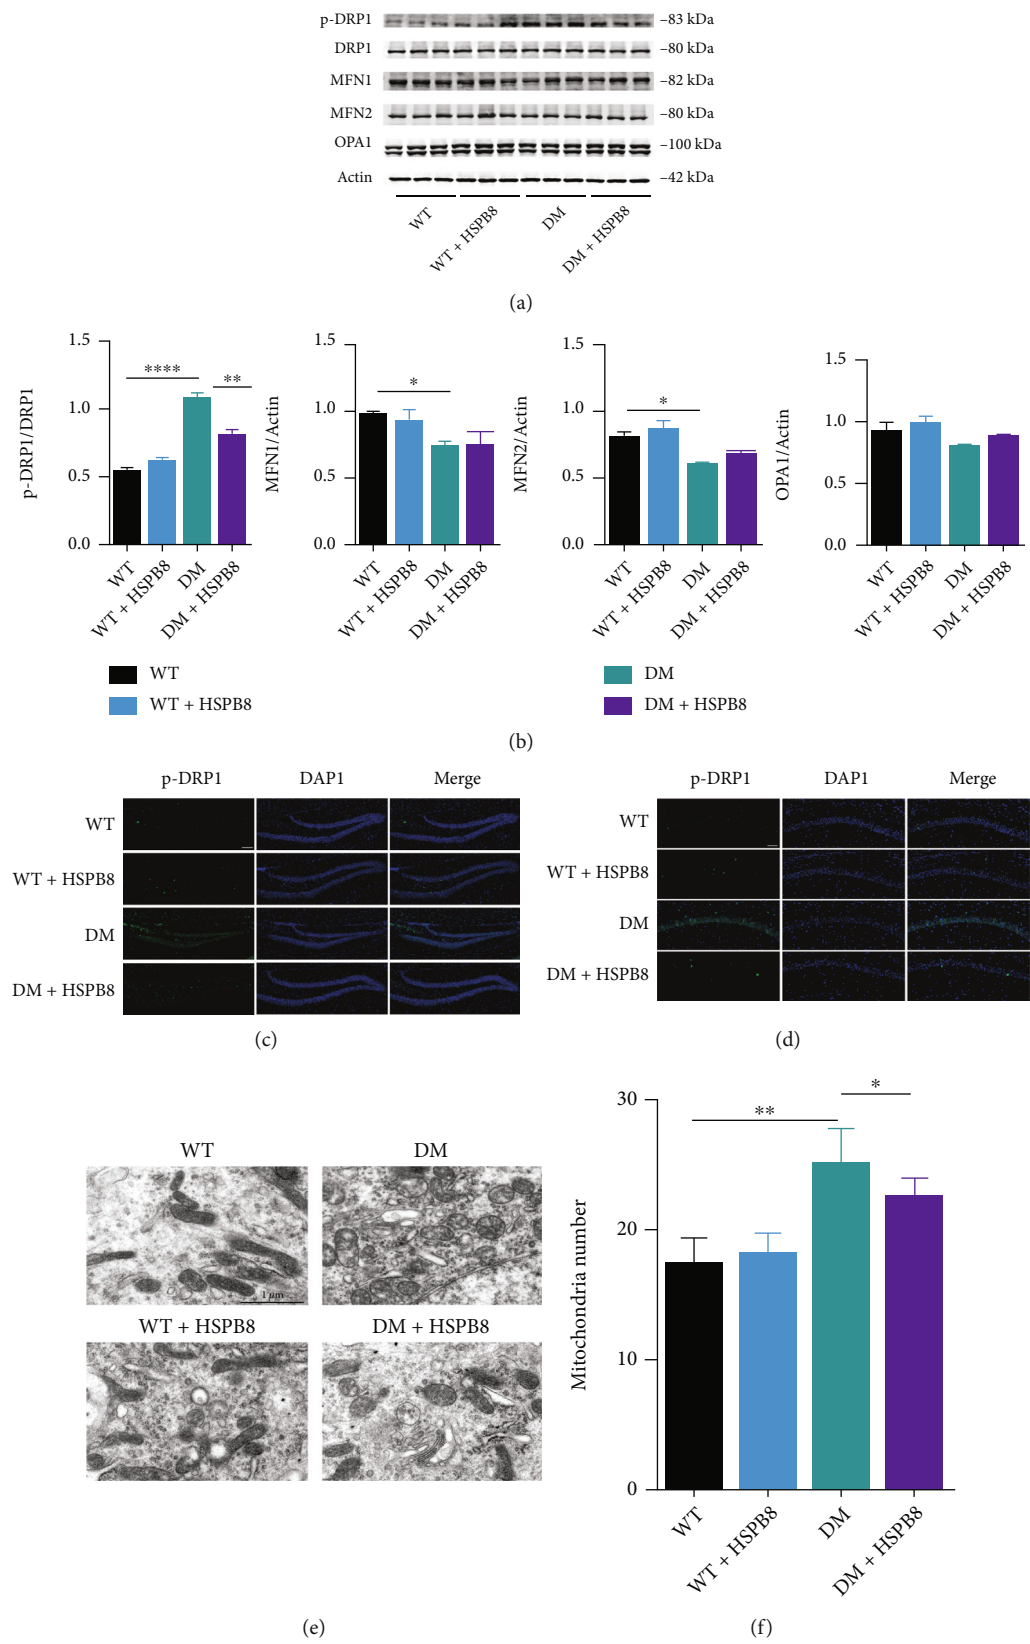 p-DRP1 –83 kDa
DRP1 –80 kDa
MFN1 –82 kDa
MFN2 –80 kDa
OPA1 –100 kDa
Actin –42 kDa
WT WT + HSPB8 DM DM + HSPB8
(a)
p-DRP1/DRP1
1.5
1.0
0.5
0.0
**** **
WT WT + HSPB8 DM DM + HSPB8
MFN1/Actin
1.5
1.0
0.5
0.0
*
WT WT + HSPB8 DM DM + HSPB8
MFN2/Actin
1.5
1.0
0.5
0.0
*
WT WT + HSPB8 DM DM + HSPB8
OPA1/Actin
1.5
1.0
0.5
0.0
WT WT + HSPB8 DM DM + HSPB8
WT DM
WT + HSPB8 DM + HSPB8
(b)
p-DRP1 DAP1 Merge
WT
WT + HSPB8
DM
DM + HSPB8
(c)
p-DRP1 DAP1 Merge
WT
WT + HSPB8
DM
DM + HSPB8
(d)
WT DM
1 μm
WT + HSPB8 DM + HSPB8
(e)
Mitochondria number
30
20
10
0
** *
WT WT + HSPB8 DM DM + HSPB8
(f)